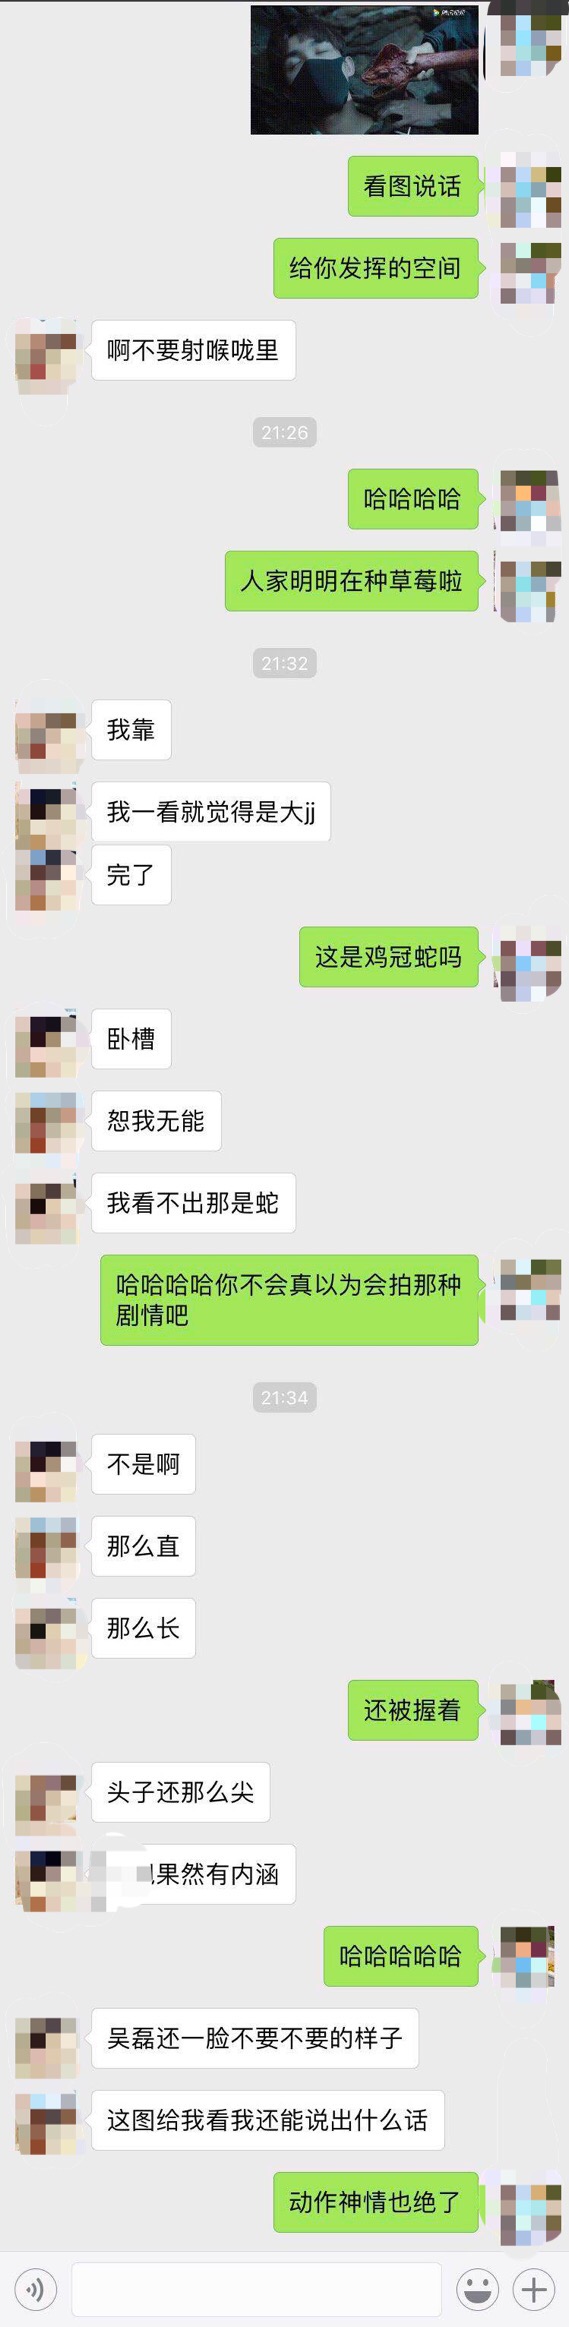 看图说话
给你发挥的空间
啊不要射喉咙里
21:26
哈哈哈哈
人家明明在种草莓啦
21:32
我靠
我一看就觉得是大jj
完了
这是鸡冠蛇吗
卧槽
恕我无能
我看不出那是蛇
哈哈哈哈你不会真以为会拍那种
剧情吧
21:34
不是啊
那么直
那么长
还被握着
头子还那么尖
果然有内涵
哈哈哈哈哈
吴磊还一脸不要不要的样子
这图给我看我还能说出什么话
动作神情也绝了